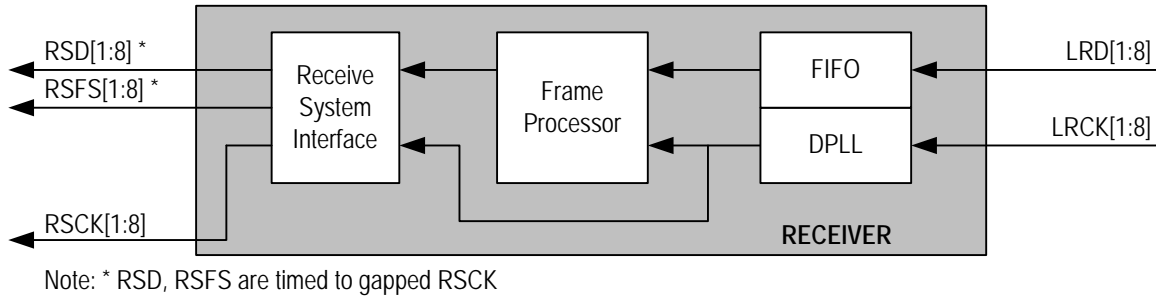 RSD[1:8] *
RSFS[1:8] *
RSCK[1:8]
Receive
System
Interface
Frame
Processor
FIFO
DPLL
LRD[1:8]
LRCK[1:8]
RECEIVER
Note: * RSD, RSFS are timed to gapped RSCK